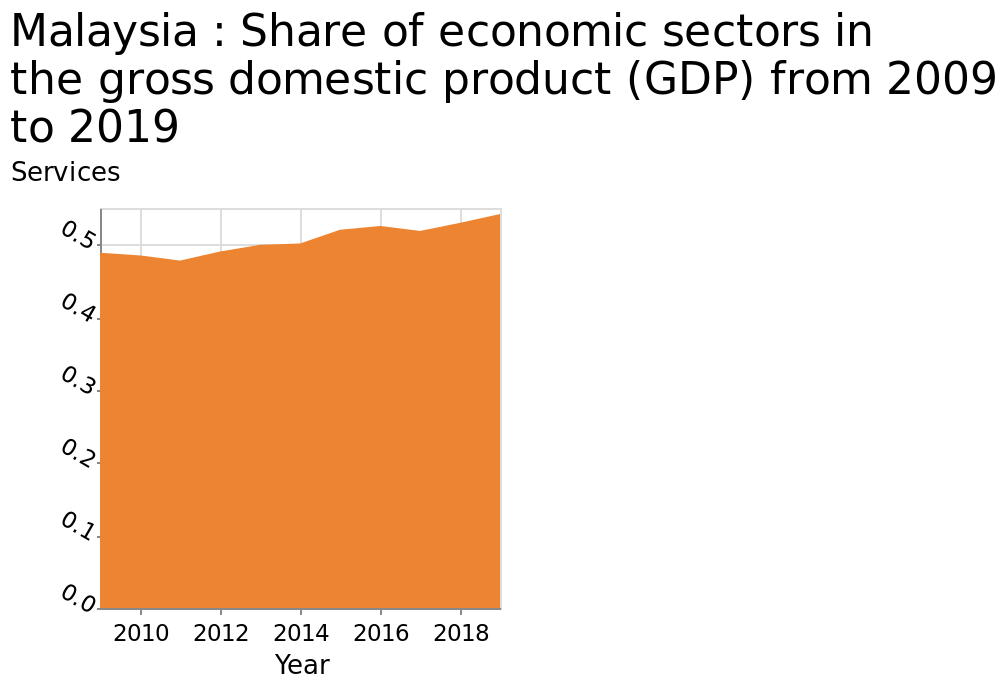 Malaysia : Share of economic sectors in
the gross domestic product (GDP) from 2009
to 2019
Services
0.5
0.4
0.3
0.2
0.1
0.0
2010 2012 2014 2016 2018
Year